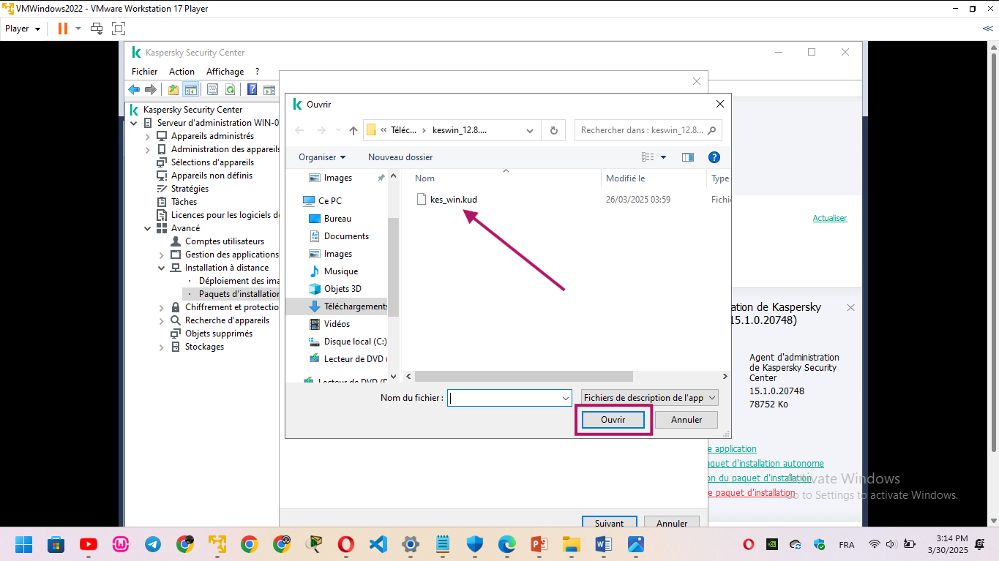 VMWindows2022 - VMware Workstation 17 Player
Player
Kaspersky Security Center
Fichier Action Affichage ?
Kaspersky Security Center
Serveur d'administration WIN-0
Appareils administrés
Administration des appareils
Sélections d'appareils
Appareils non définis
Stratégies
Tâches
Licences pour les logiciels d
Avancé
Comptes utilisateurs
Gestion des applications
Installation à distance
Déploiement des ima
Paquets d'installation
Chiffrement et protectio
Recherche d'appareils
Objets supprimés
Stockages
Ouvrir
« Téléc... › keswin_12.8....
Rechercher dans : keswin_12.8...
Organiser
Nouveau dossier
Images
Ce PC
Bureau
Documents
Images
Musique
Objets 3D
Téléchargements
Vidéos
Disque local (C:)
Lecteur de DVD (
Lecteur de DVD (D
Nom Modifié le Type
kes_win.kud 26/03/2025 03:59 Fichie
Nom du fichier :
Fichiers de description de l'app
Ouvrir
Annuler
Suivant
Annuler
Actualiser
ation de Kaspersky
15.1.0.20748)
Agent d'administration
de Kaspersky Security
Center
15.1.0.20748
78752 Ko
e application
aquet d'installation autonome
on du paquet d'installation
e paquet d'installation
Activate Windows
Go to Settings to activate Windows.
FRA
3:14 PM
3/30/2025